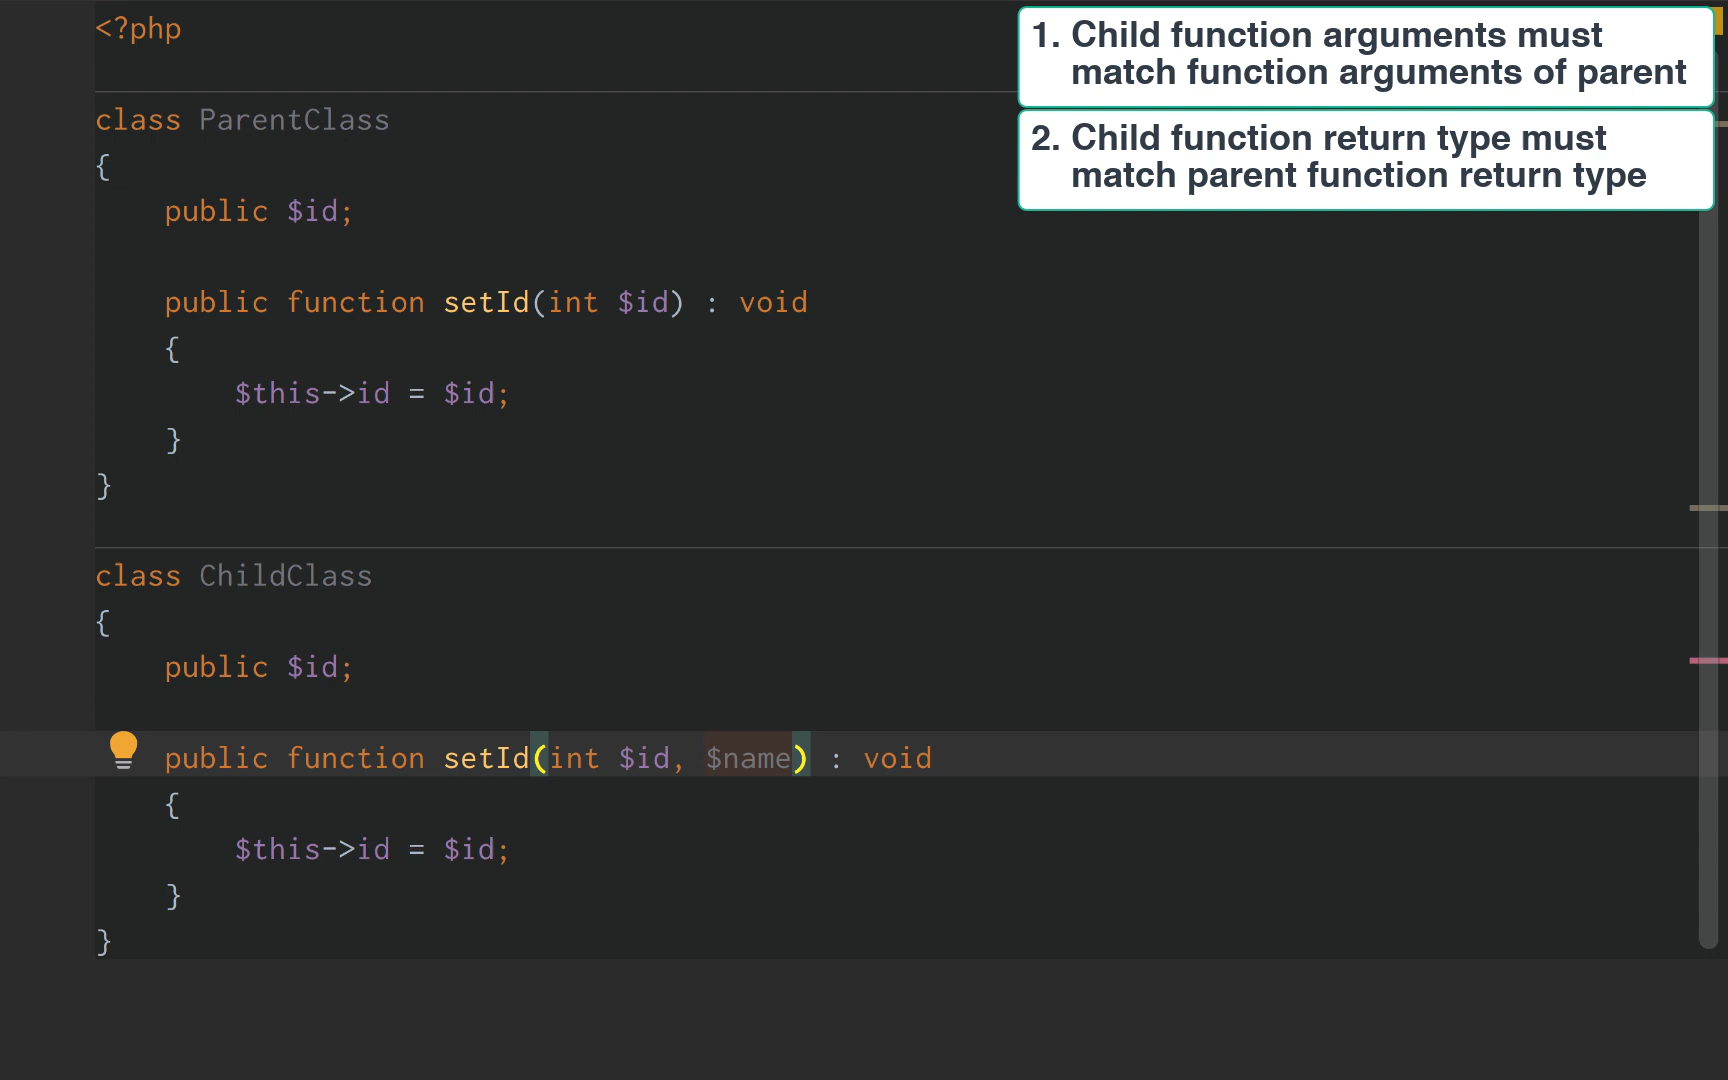 <?php
1. Child function arguments must
match function arguments of parent
2. Child function return type must
match parent function return type
class ParentClass
{
    public $id;
    public function setId(int $id) : void
    {
        $this->id = $id;
    }
}
class ChildClass
{
    public $id;
    public function setId(int $id, $name) : void
    {
        $this->id = $id;
    }
}